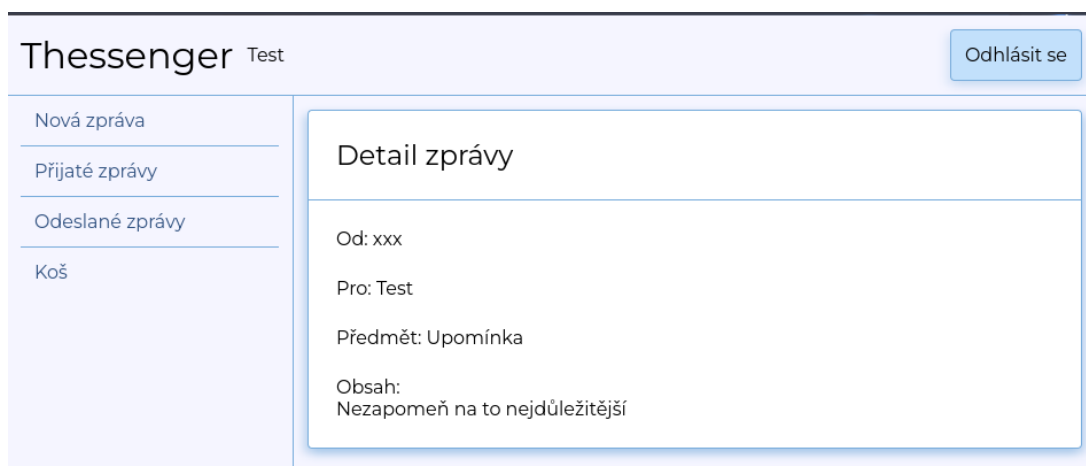 Thessenger Test
Odhlásit se
Nová zpráva
Přijaté zprávy
Odeslané zprávy
Koš
Detail zprávy
Od: xxx
Pro: Test
Předmět: Upomínka
Obsah:
Nezapomeň na to nejdůležitější